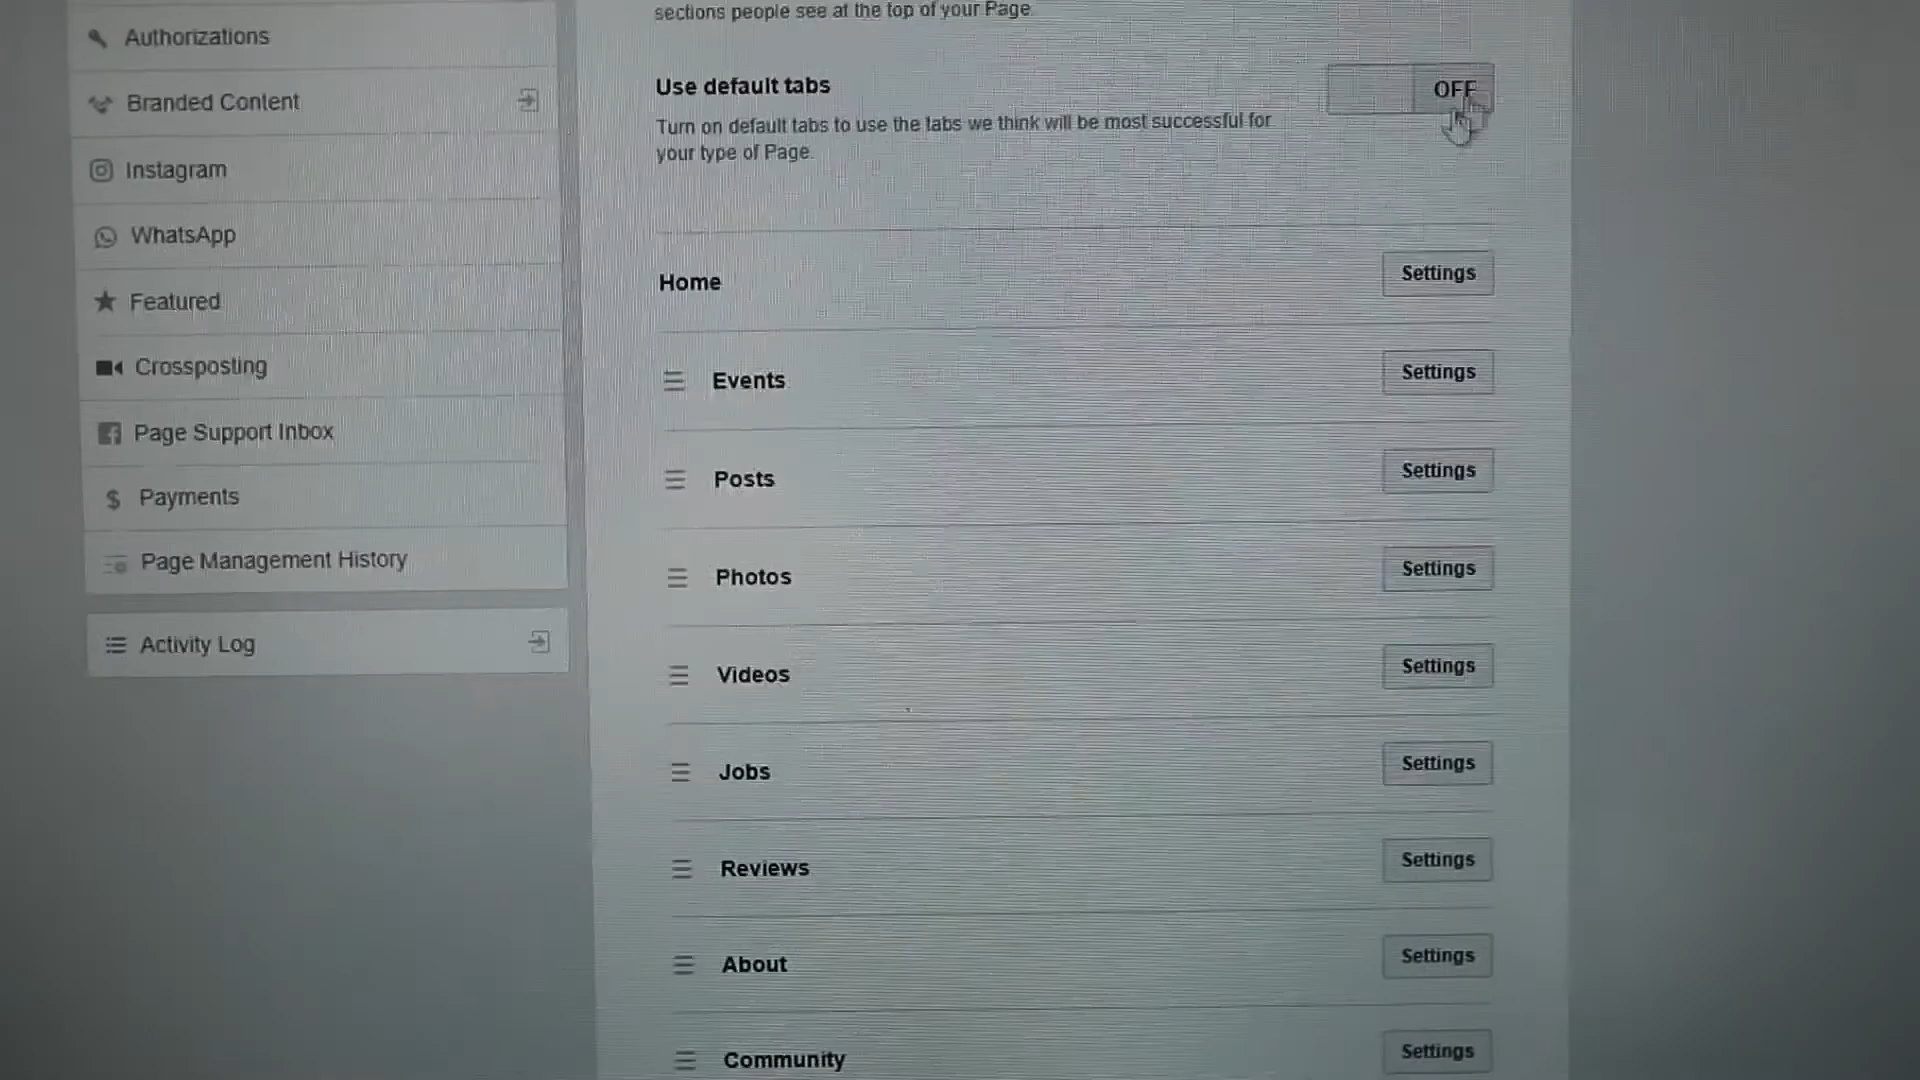 Authorizations
Branded Content
Instagram
WhatsApp
Featured
Crossposting
Page Support Inbox
Payments
Page Management History
Activity Log
sections people see at the top of your Page.
Use default tabs
OFF
Turn on default tabs to use the tabs we think will be most successful for
your type of Page.
Home
Settings
Events
Settings
Posts
Settings
Photos
Settings
Videos
Settings
Jobs
Settings
Reviews
Settings
About
Settings
Community
Settings